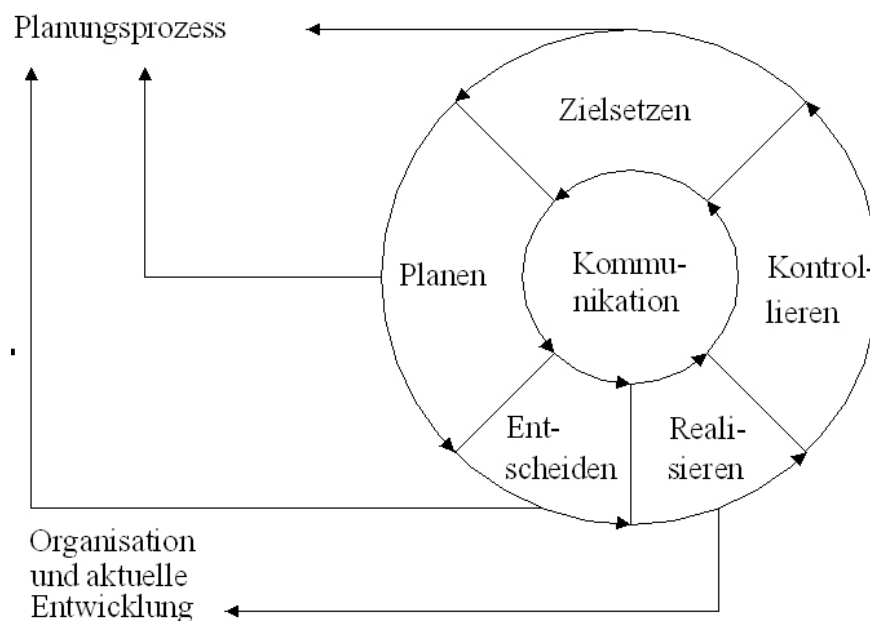 Planungsprozess
Zielsetzen
Planen
Kommu-
nikation
Kontrol-
lieren
Ent-
scheiden
Reali-
sieren
Organisation
und aktuelle
Entwicklung